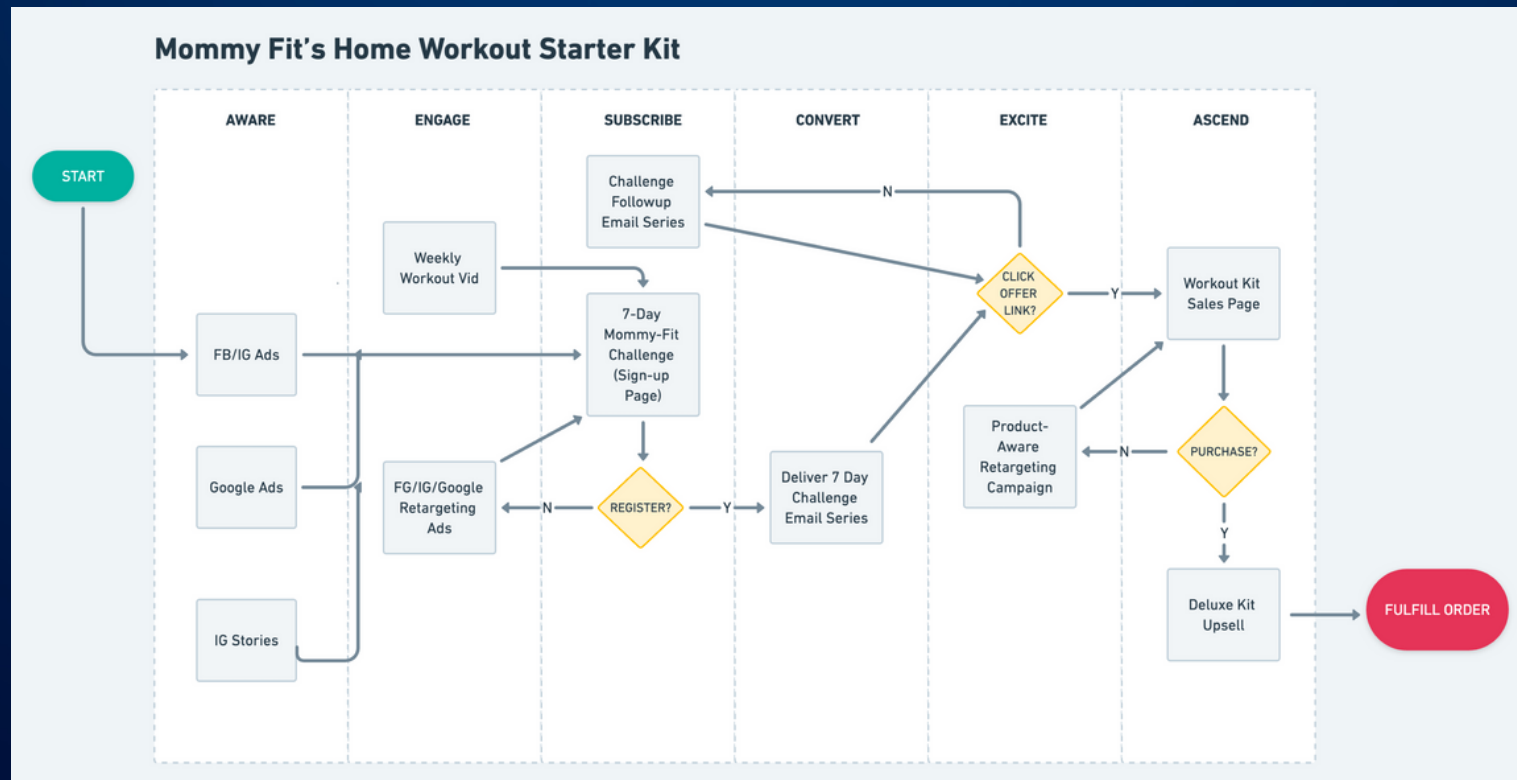 Mommy Fit's Home Workout Starter Kit
AWARE
ENGAGE
SUBSCRIBE
CONVERT
EXCITE
ASCEND
START
Challenge
Followup
Email Series
N
Weekly
Workout Vid
CLICK
OFFER
LINK?
Y
Workout Kit
Sales Page
7-Day
Mommy-Fit
Challenge
(Sign-up
Page)
FB/IG Ads
Product-
Aware
Retargeting
Campaign
N
PURCHASE?
Google Ads
FG/IG/Google
Retargeting
Ads
N
REGISTER?
Y
Deliver 7 Day
Challenge
Email Series
Y
IG Stories
Deluxe Kit
Upsell
FULFILL ORDER